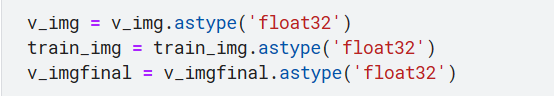 v_img = v_img.astype('float32')
train_img = train_img.astype('float32')
v_imgfinal = v_imgfinal.astype('float32')